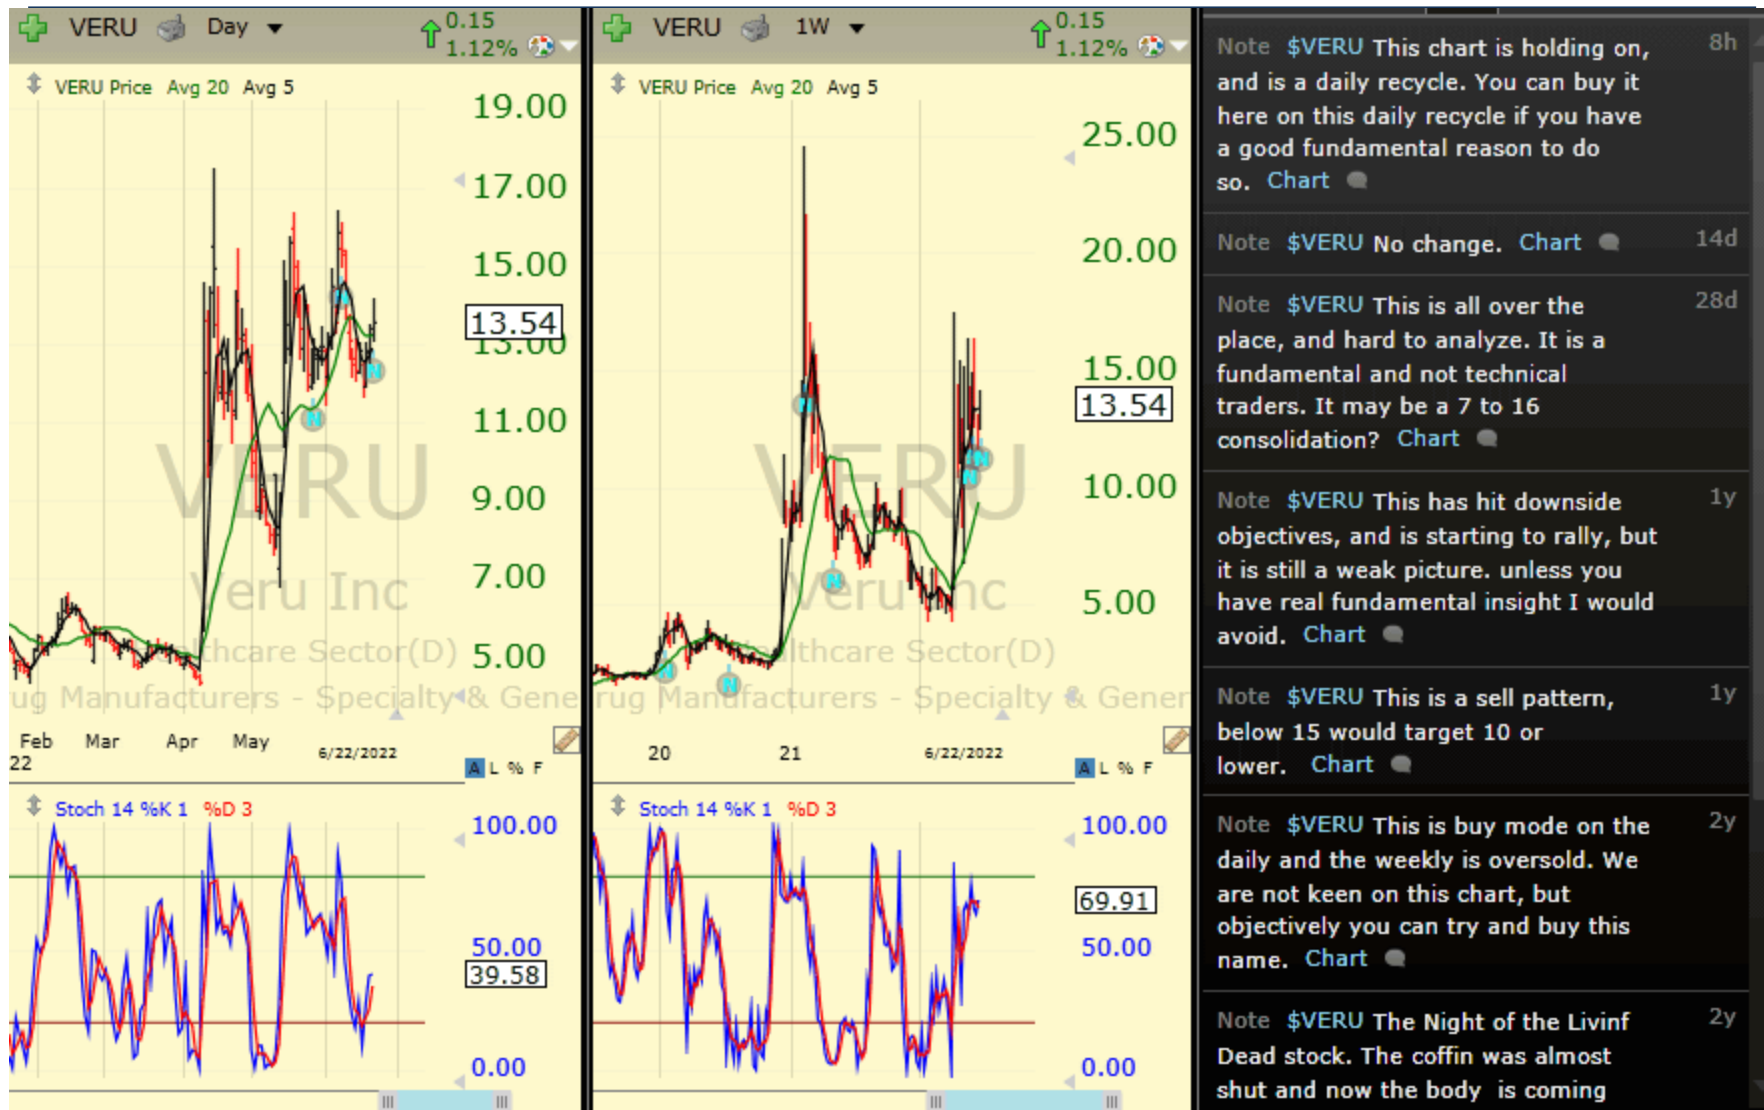 VERU Day 0.15
1.12%
VERU Price Avg 20 Avg 5
19.00
17.00
15.00
13.54
13.00
11.00
9.00
7.00
5.00
VERU
Veru Inc
Healthcare Sector(D)
rug Manufacturers - Specialty & Gene
Feb Mar Apr May 6/22/2022
22
A L % F
Stoch 14 %K 1 %D 3
100.00
50.00
39.58
0.00
VERU 1W 0.15
1.12%
VERU Price Avg 20 Avg 5
25.00
20.00
15.00
13.54
10.00
5.00
VERU
Veru Inc
Healthcare Sector(D)
rug Manufacturers - Specialty & Gener
20 21 6/22/2022
A L % F
Stoch 14 %K 1 %D 3
100.00
69.91
50.00
0.00
Note $VERU This chart is holding on, 8h
and is a daily recycle. You can buy it
here on this daily recycle if you have
a good fundamental reason to do
so. Chart
Note $VERU No change. Chart 14d
Note $VERU This is all over the 28d
place, and hard to analyze. It is a
fundamental and not technical
traders. It may be a 7 to 16
consolidation? Chart
Note $VERU This has hit downside 1y
objectives, and is starting to rally, but
it is still a weak picture. unless you
have real fundamental insight I would
avoid. Chart
Note $VERU This is a sell pattern, 1y
below 15 would target 10 or
lower. Chart
Note $VERU This is buy mode on the 2y
daily and the weekly is oversold. We
are not keen on this chart, but
objectively you can try and buy this
name. Chart
Note $VERU The Night of the Livinf 2y
Dead stock. The coffin was almost
shut and now the body is coming